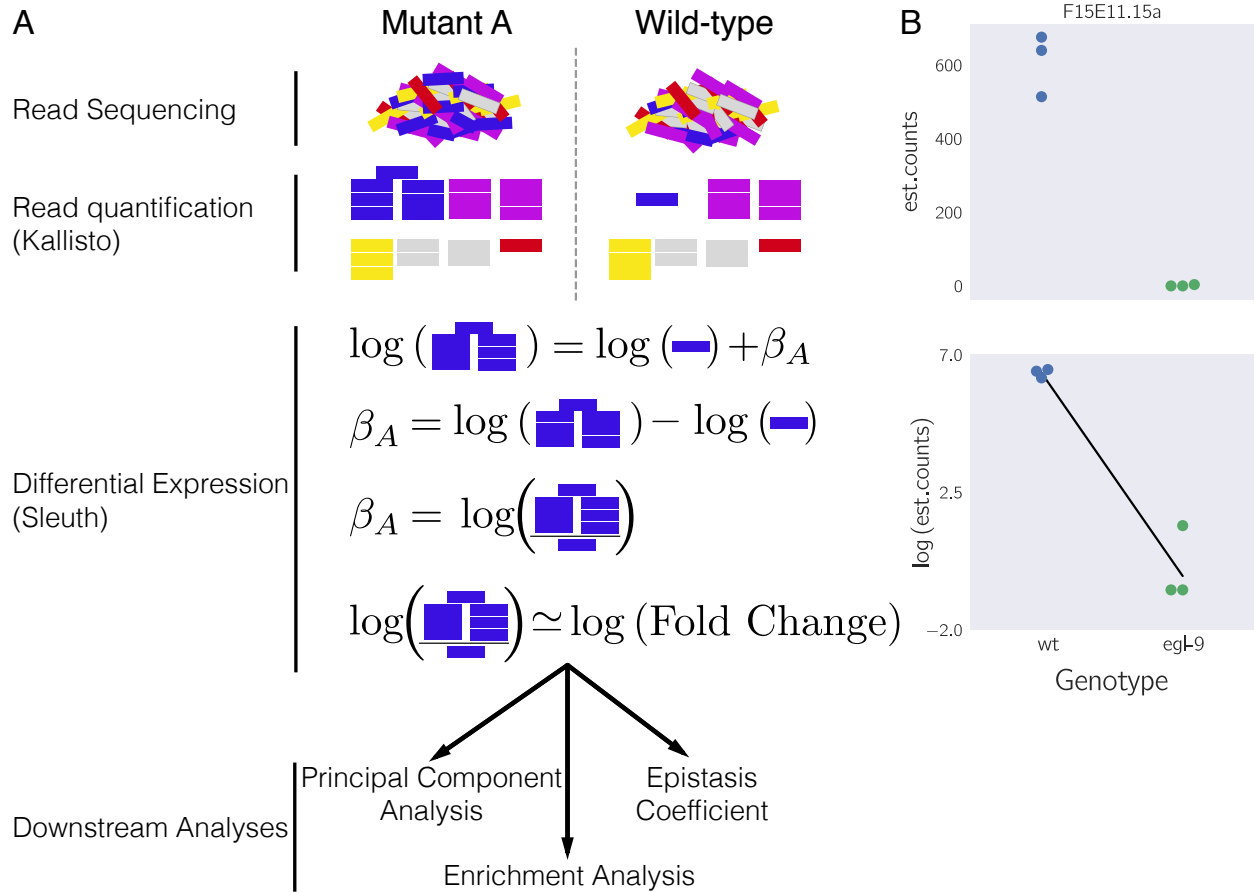 A
Mutant A
Wild-type
Read Sequencing
Read quantification
(Kallisto)
Differential Expression
(Sleuth)
log ( ) = log ( ) + β_A
β_A = log ( ) − log ( )
β_A = log( )
log( ) ≃ log (Fold Change)
Downstream Analyses
Principal Component
Analysis
Epistasis
Coefficient
Enrichment Analysis
B
F15E11.15a
est.counts
600
400
200
0
log (est.counts)
7.0
2.5
−2.0
wt
egl-9
Genotype